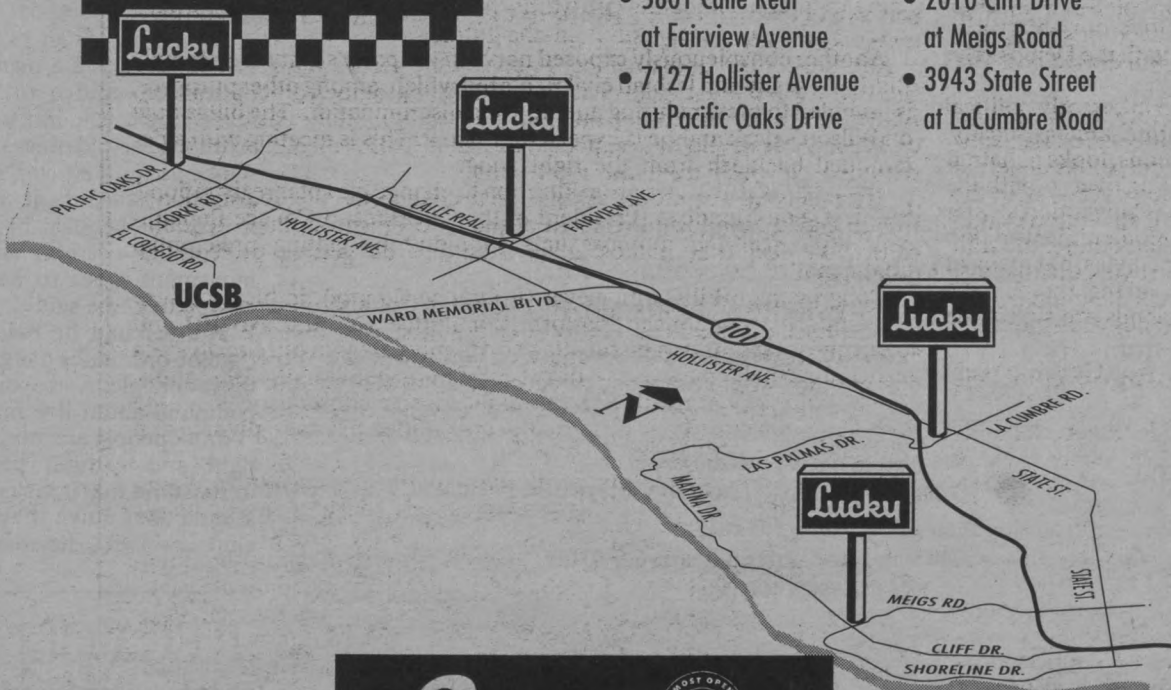 at Fairview Avenue
• 7127 Hollister Avenue
at Pacific Oaks Drive
at Meigs Road
• 3943 State Street
at LaCumbre Road
Lucky
Lucky
Lucky
Lucky
PACIFIC OAKS DR.
STORKE RD.
EL COLEGIO RD.
HOLLISTER AVE.
CALLE REAL
FAIRVIEW AVE
UCSB
WARD MEMORIAL BLVD.
101
HOLLISTER AVE.
N
LA CUMBRE RD.
LAS PALMAS DR.
MARINA DR.
STATE ST.
STATE ST.
MEIGS RD.
CLIFF DR.
SHORELINE DR.
MOST OPEN